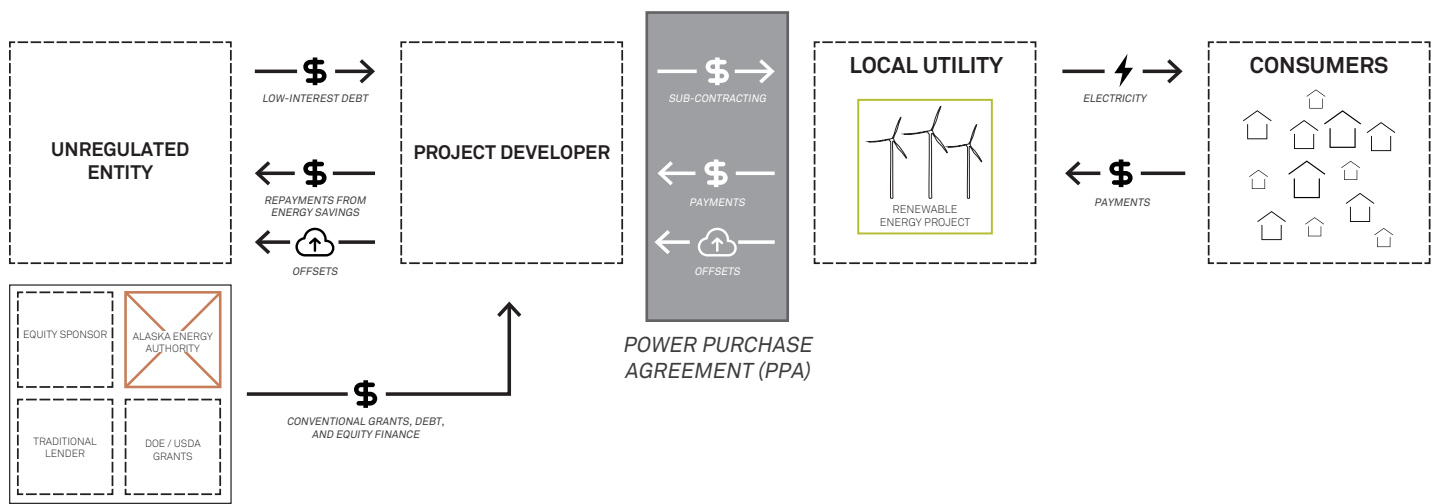 UNREGULATED
ENTITY
$
LOW-INTEREST DEBT
$
REPAYMENTS FROM
ENERGY SAVINGS
OFFSETS
PROJECT DEVELOPER
$
SUB-CONTRACTING
$
PAYMENTS
OFFSETS
POWER PURCHASE
AGREEMENT (PPA)
LOCAL UTILITY
RENEWABLE
ENERGY PROJECT
ELECTRICITY
$
PAYMENTS
CONSUMERS
EQUITY SPONSOR
ALASKA ENERGY
AUTHORITY
TRADITIONAL
LENDER
DOE / USDA
GRANTS
$
CONVENTIONAL GRANTS, DEBT,
AND EQUITY FINANCE